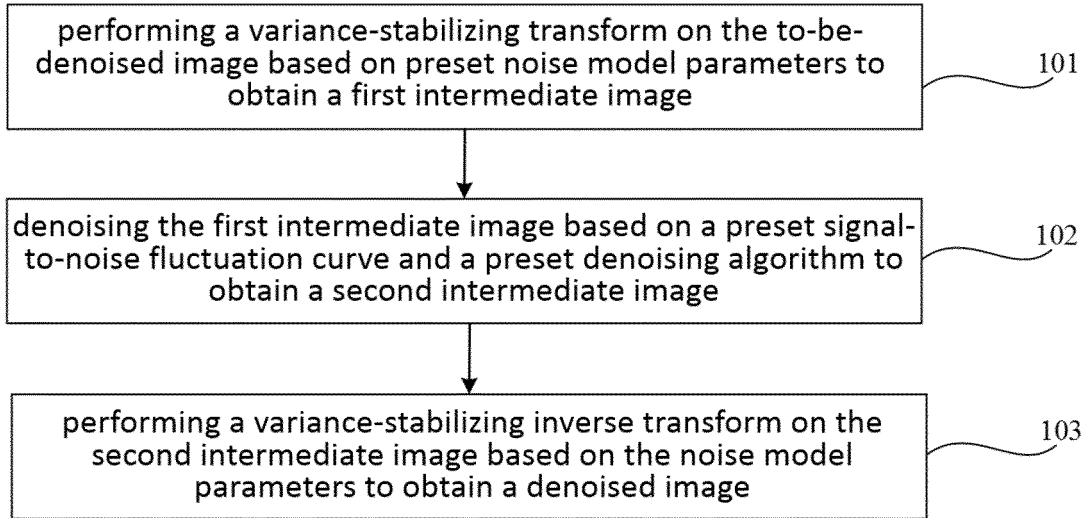 performing a variance-stabilizing transform on the to-be-
denoised image based on preset noise model parameters to
obtain a first intermediate image
101
denoising the first intermediate image based on a preset signal-
to-noise fluctuation curve and a preset denoising algorithm to
obtain a second intermediate image
102
performing a variance-stabilizing inverse transform on the
second intermediate image based on the noise model
parameters to obtain a denoised image
103